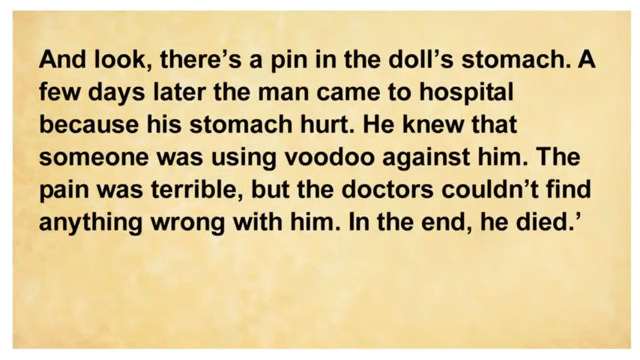 And look, there’s a pin in the doll’s stomach. A
few days later the man came to hospital
because his stomach hurt. He knew that
someone was using voodoo against him. The
pain was terrible, but the doctors couldn’t find
anything wrong with him. In the end, he died.’